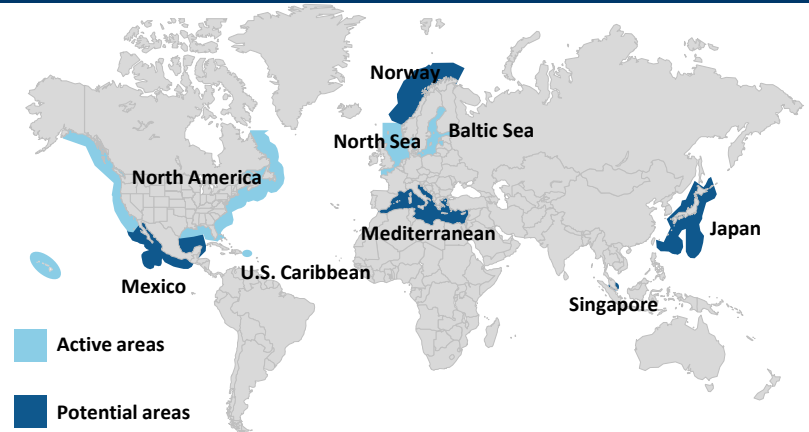 Norway
North Sea
Baltic Sea
North America
Mediterranean
Japan
U.S. Caribbean
Mexico
Singapore
Active areas
Potential areas